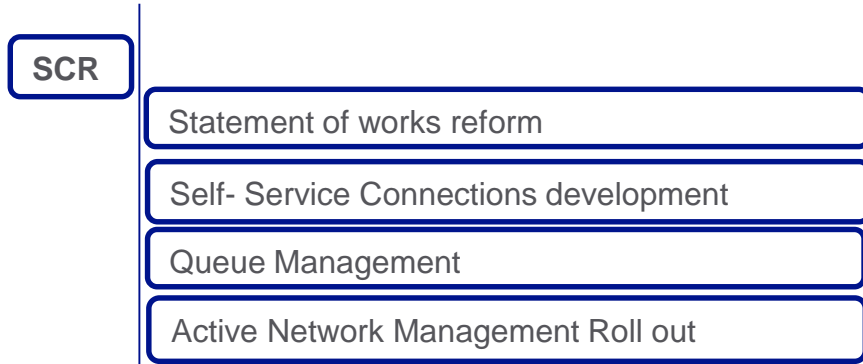 SCR
Statement of works reform
Self- Service Connections development
Queue Management
Active Network Management Roll out